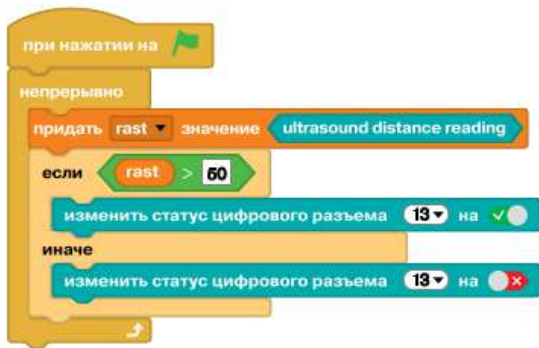 при нажатии на
непрерывно
придать rast значение ultrasound distance reading
если rast > 50
изменить статус цифрового разъема 13 на
иначе
изменить статус цифрового разъема 13 на